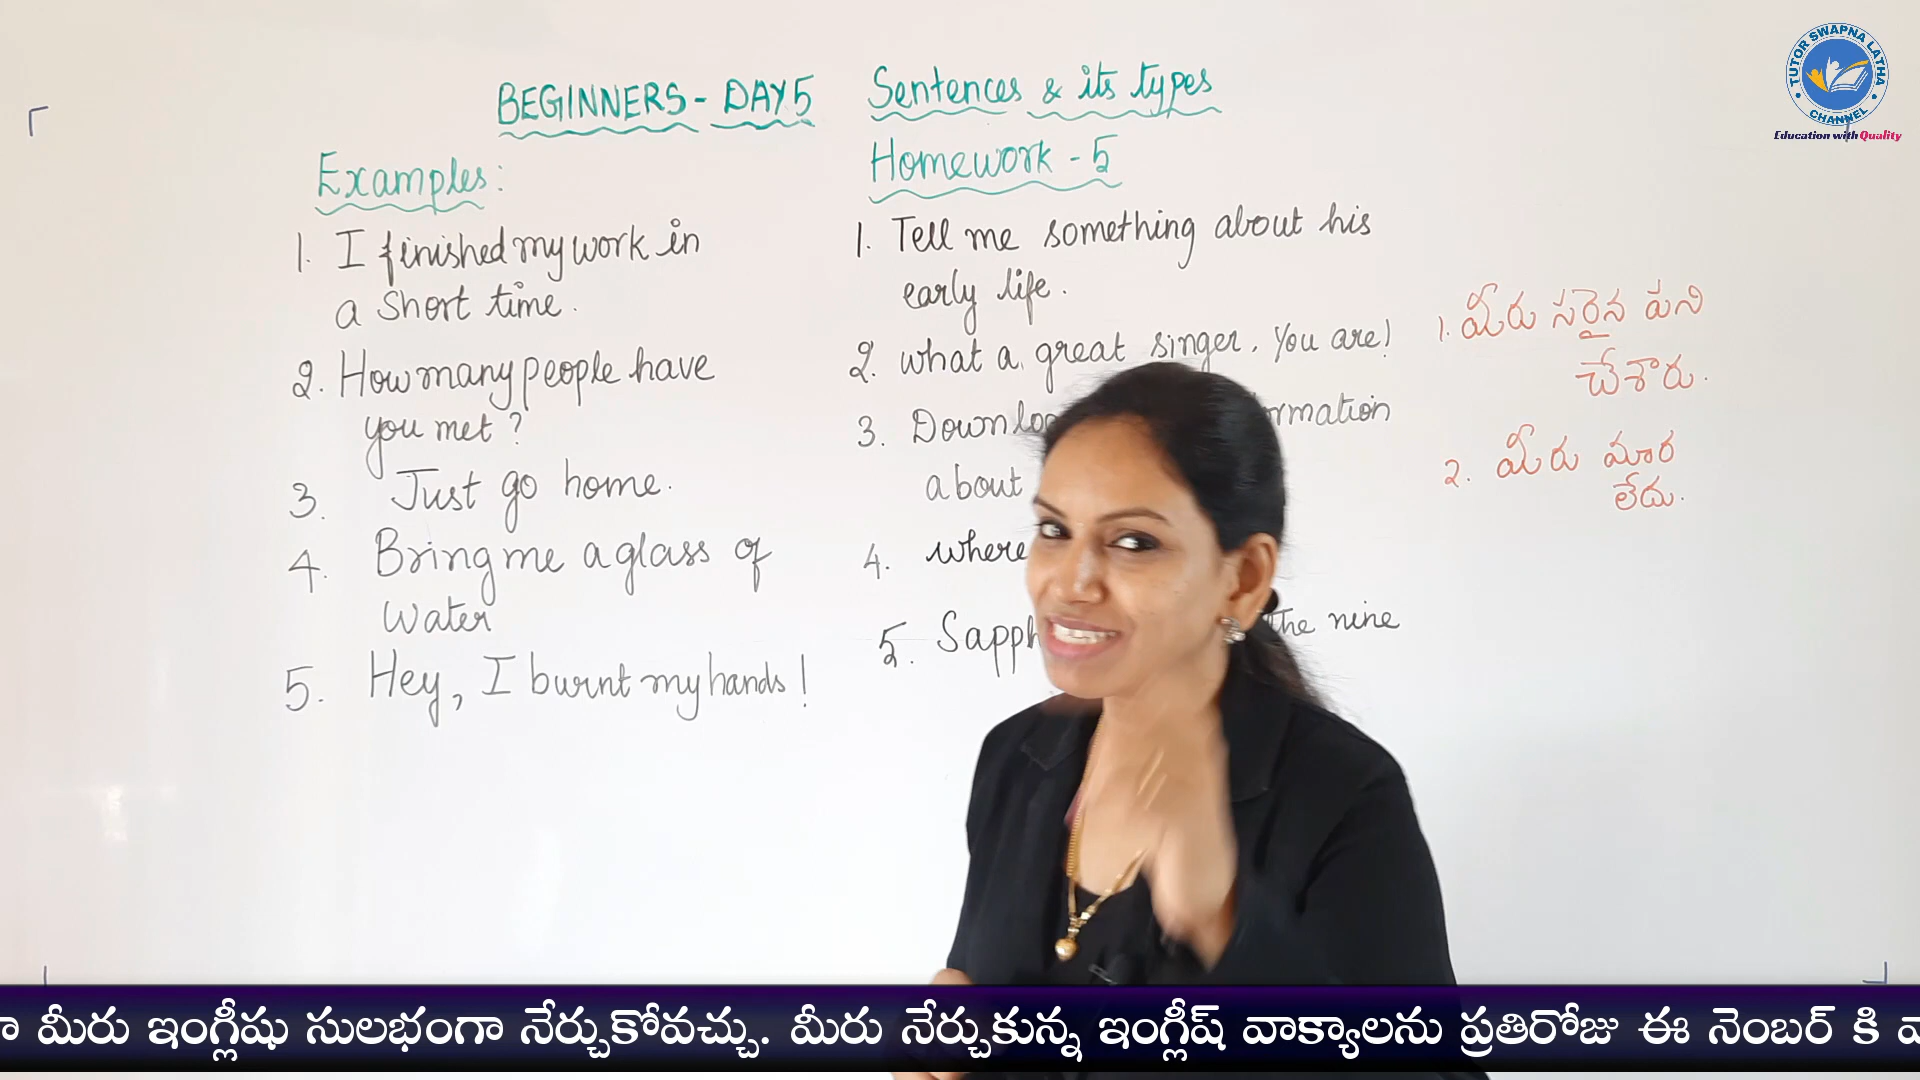 BEGINNERS - DAY 5 Sentences & its types
Examples:
1. I finished my work in
a Short time.
2. How many people have
you met ?
3. Just go home.
4. Bring me a glass of
Water
5. Hey, I burnt my hands !
Homework - 5
1. Tell me something about his
early life.
2. What a great singer, You are!
3.
about
4. where
5. the nine
1. మీరు సరైన పని
చేశారు.
2. మీరు మార
లేదు.
TUTOR SWAPNA LATHA
CHANNEL
Education with Quality
మీరు ఇంగ్లీషు సులభంగా నేర్చుకోవచ్చు. మీరు నేర్చుకున్న ఇంగ్లీష్ వాక్యాలను ప్రతిరోజు ఈ నెంబర్ కి